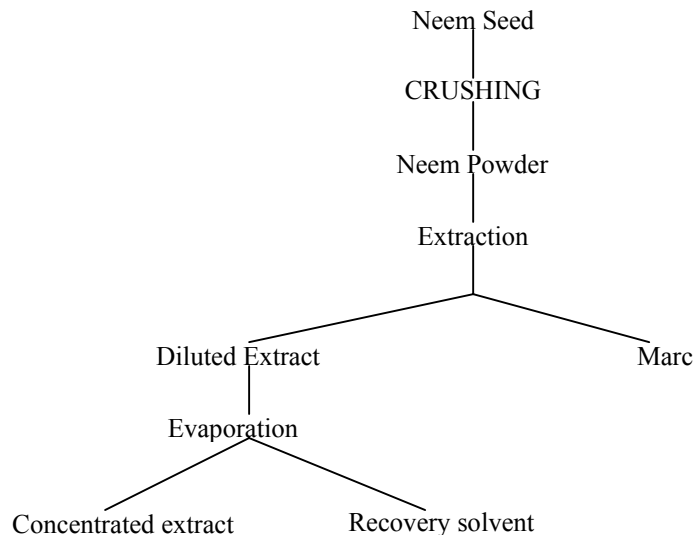 Neem Seed
CRUSHING
Neem Powder
Extraction
Diluted Extract
Marc
Evaporation
Concentrated extract
Recovery solvent